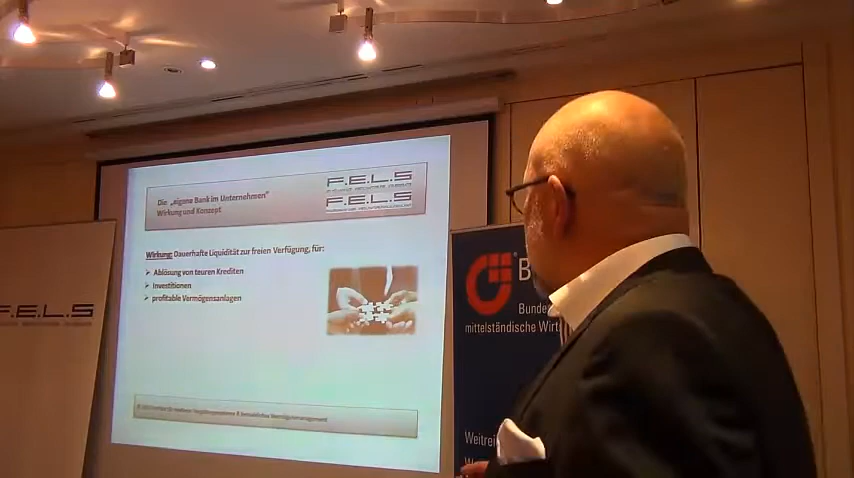 Die „eigene Bank im Unternehmen"
Wirkung und Konzept
F.E.L.S
F.E.L.S
Wirkung: Dauerhafte Liquidität zur freien Verfügung, für:
Ablösung von teuren Krediten
Investitionen
profitable Vermögensanlagen
F.E.L.S
B
Bunde
mittelständische Wirt
Weitrei